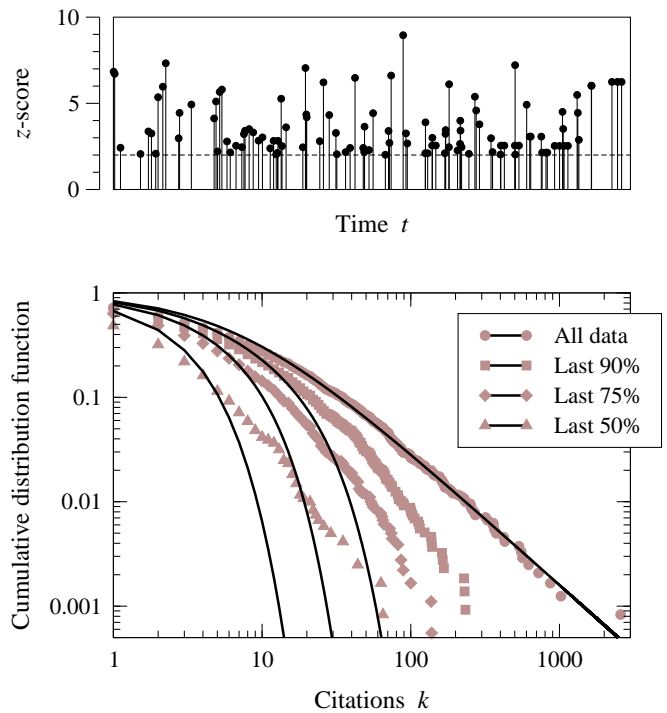 10
5
0
z-score
Time t
1
0.1
0.01
0.001
Cumulative distribution function
All data
Last 90%
Last 75%
Last 50%
1 10 100 1000
Citations k